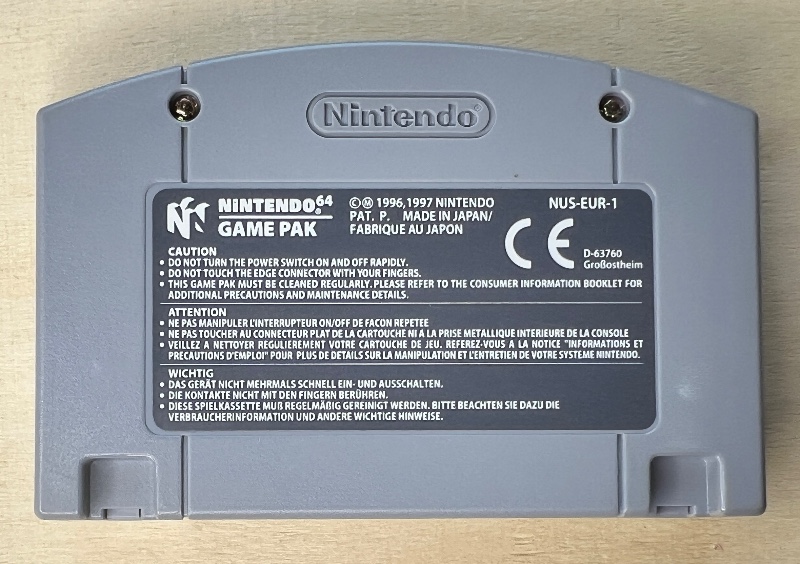 Nintendo®
NINTENDO®64
GAME PAK
©Ⓜ 1996,1997 NINTENDO
PAT. P. MADE IN JAPAN/
FABRIQUE AU JAPON
NUS-EUR-1
CE
D-63760
Großostheim
CAUTION
• DO NOT TURN THE POWER SWITCH ON AND OFF RAPIDLY.
• DO NOT TOUCH THE EDGE CONNECTOR WITH YOUR FINGERS.
• THIS GAME PAK MUST BE CLEANED REGULARLY. PLEASE REFER TO THE CONSUMER INFORMATION BOOKLET FOR
ADDITIONAL PRECAUTIONS AND MAINTENANCE DETAILS.
ATTENTION
• NE PAS MANIPULER L'INTERRUPTEUR ON/OFF DE FACON REPETEE
• NE PAS TOUCHER AU CONNECTEUR PLAT DE LA CARTOUCHE NI A LA PRISE METALLIQUE INTERIEURE DE LA CONSOLE
• VEILLEZ A NETTOYER REGULIEREMENT VOTRE CARTOUCHE DE JEU. REFEREZ-VOUS A LA NOTICE "INFORMATIONS ET
PRECAUTIONS D'EMPLOI" POUR PLUS DE DETAILS SUR LA MANIPULATION ET L'ENTRETIEN DE VOTRE SYSTEME NINTENDO.
WICHTIG
• DAS GERÄT NICHT MEHRMALS SCHNELL EIN- UND AUSSCHALTEN.
• DIE KONTAKTE NICHT MIT DEN FINGERN BERÜHREN.
• DIESE SPIELKASSETTE MUß REGELMÄßIG GEREINIGT WERDEN. BITTE BEACHTEN SIE DAZU DIE
VERBRAUCHERINFORMATION UND ANDERE WICHTIGE HINWEISE.